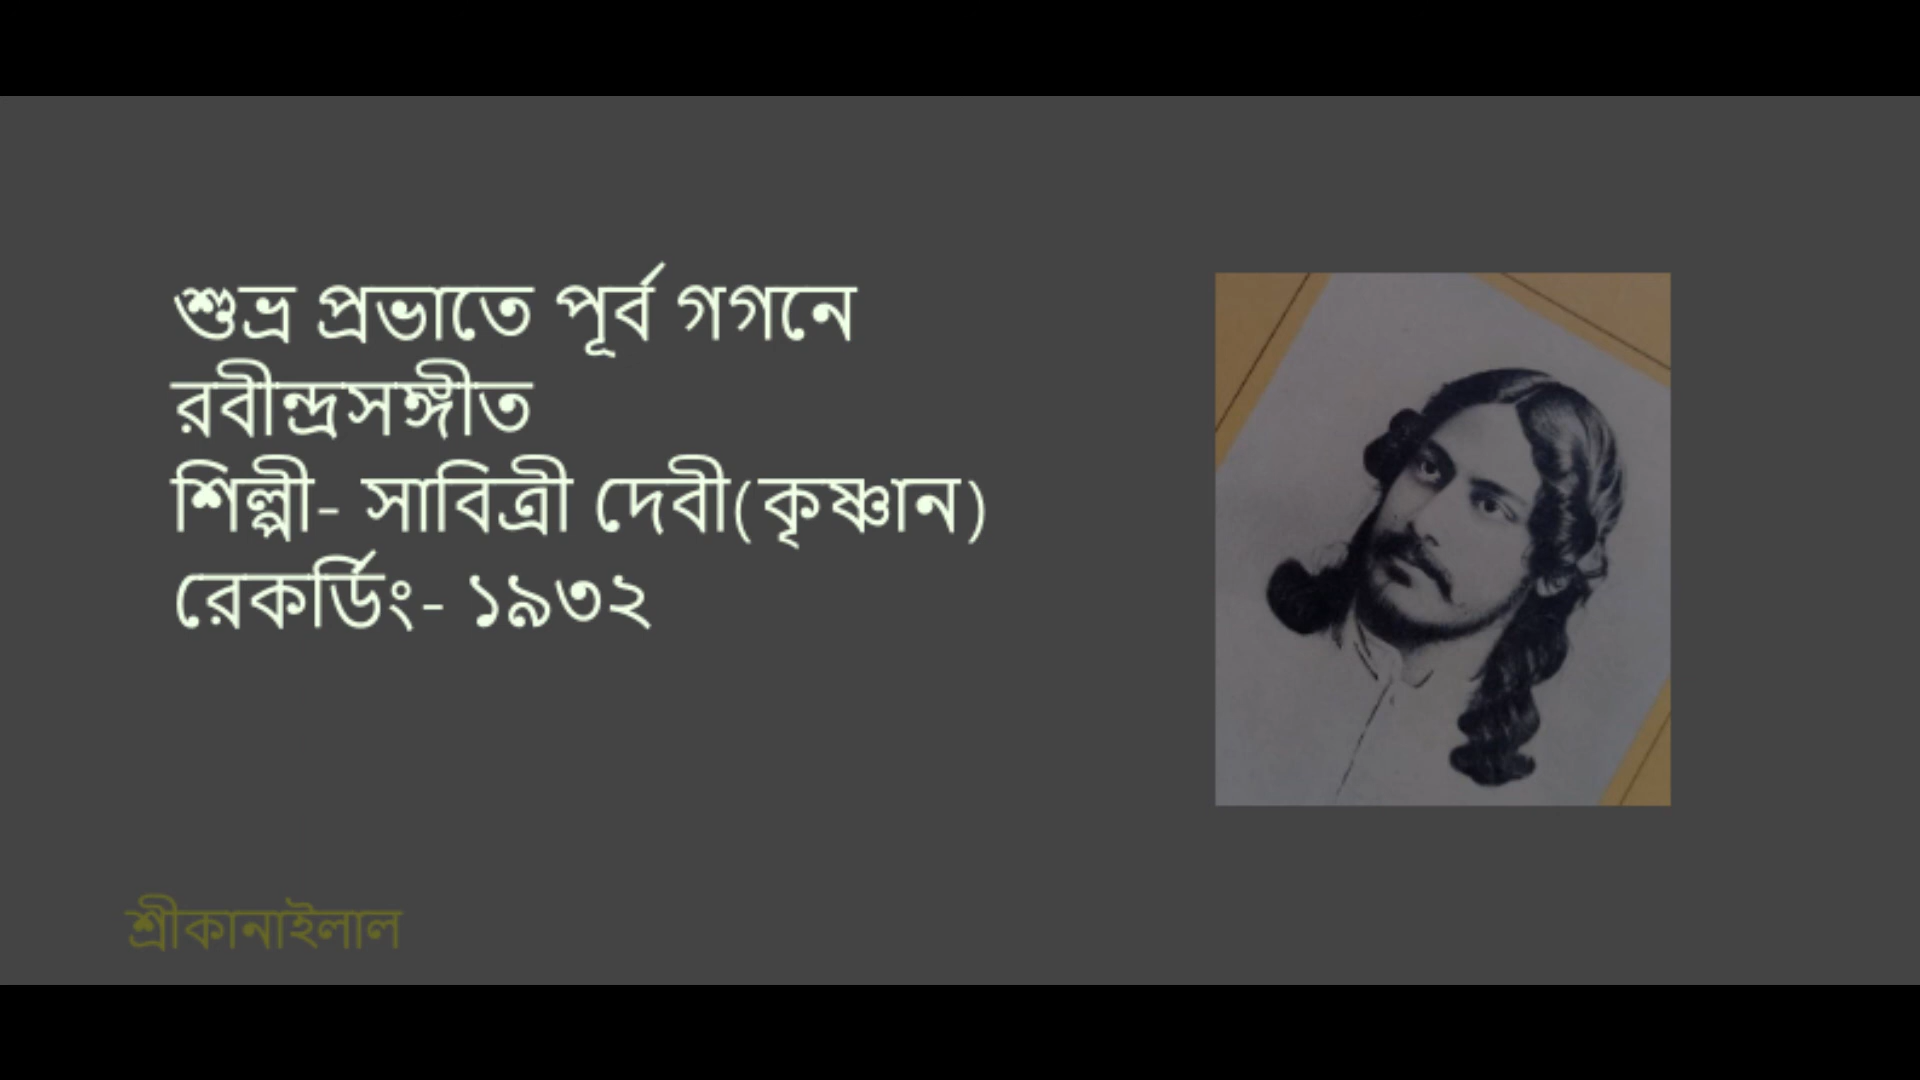 শুভ্র প্রভাতে পূর্ব গগনে
রবীন্দ্রসঙ্গীত
শিল্পী- সাবিত্রী দেবী(কৃষ্ণান)
রেকর্ডিং- ১৯৩২
শ্রীকানাইলাল